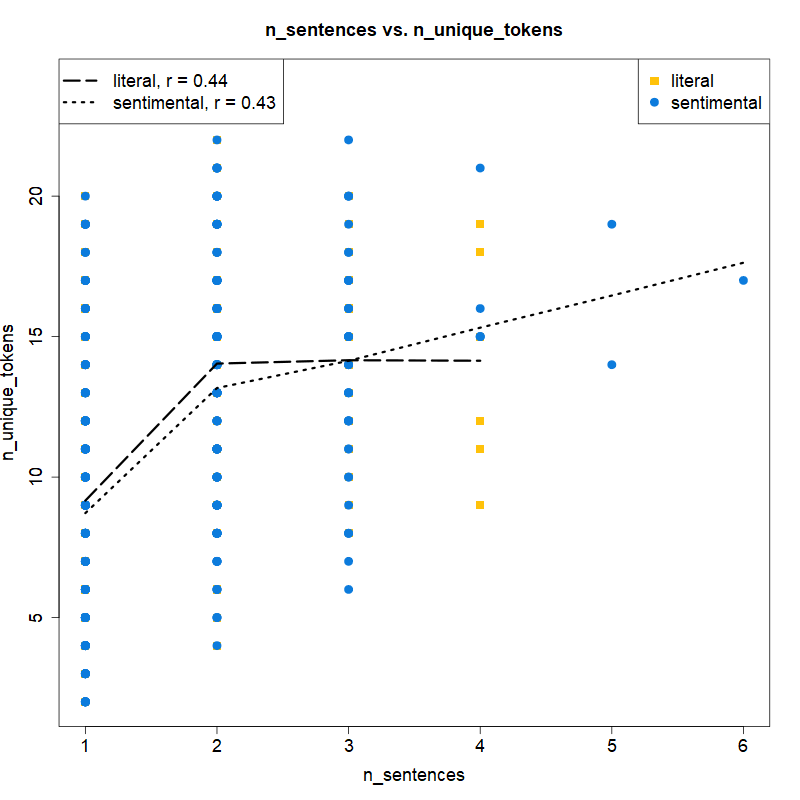 n_sentences vs. n_unique_tokens
literal, r = 0.44
sentimental, r = 0.43
literal
sentimental
n_unique_tokens
20
15
10
5
1 2 3 4 5 6
n_sentences